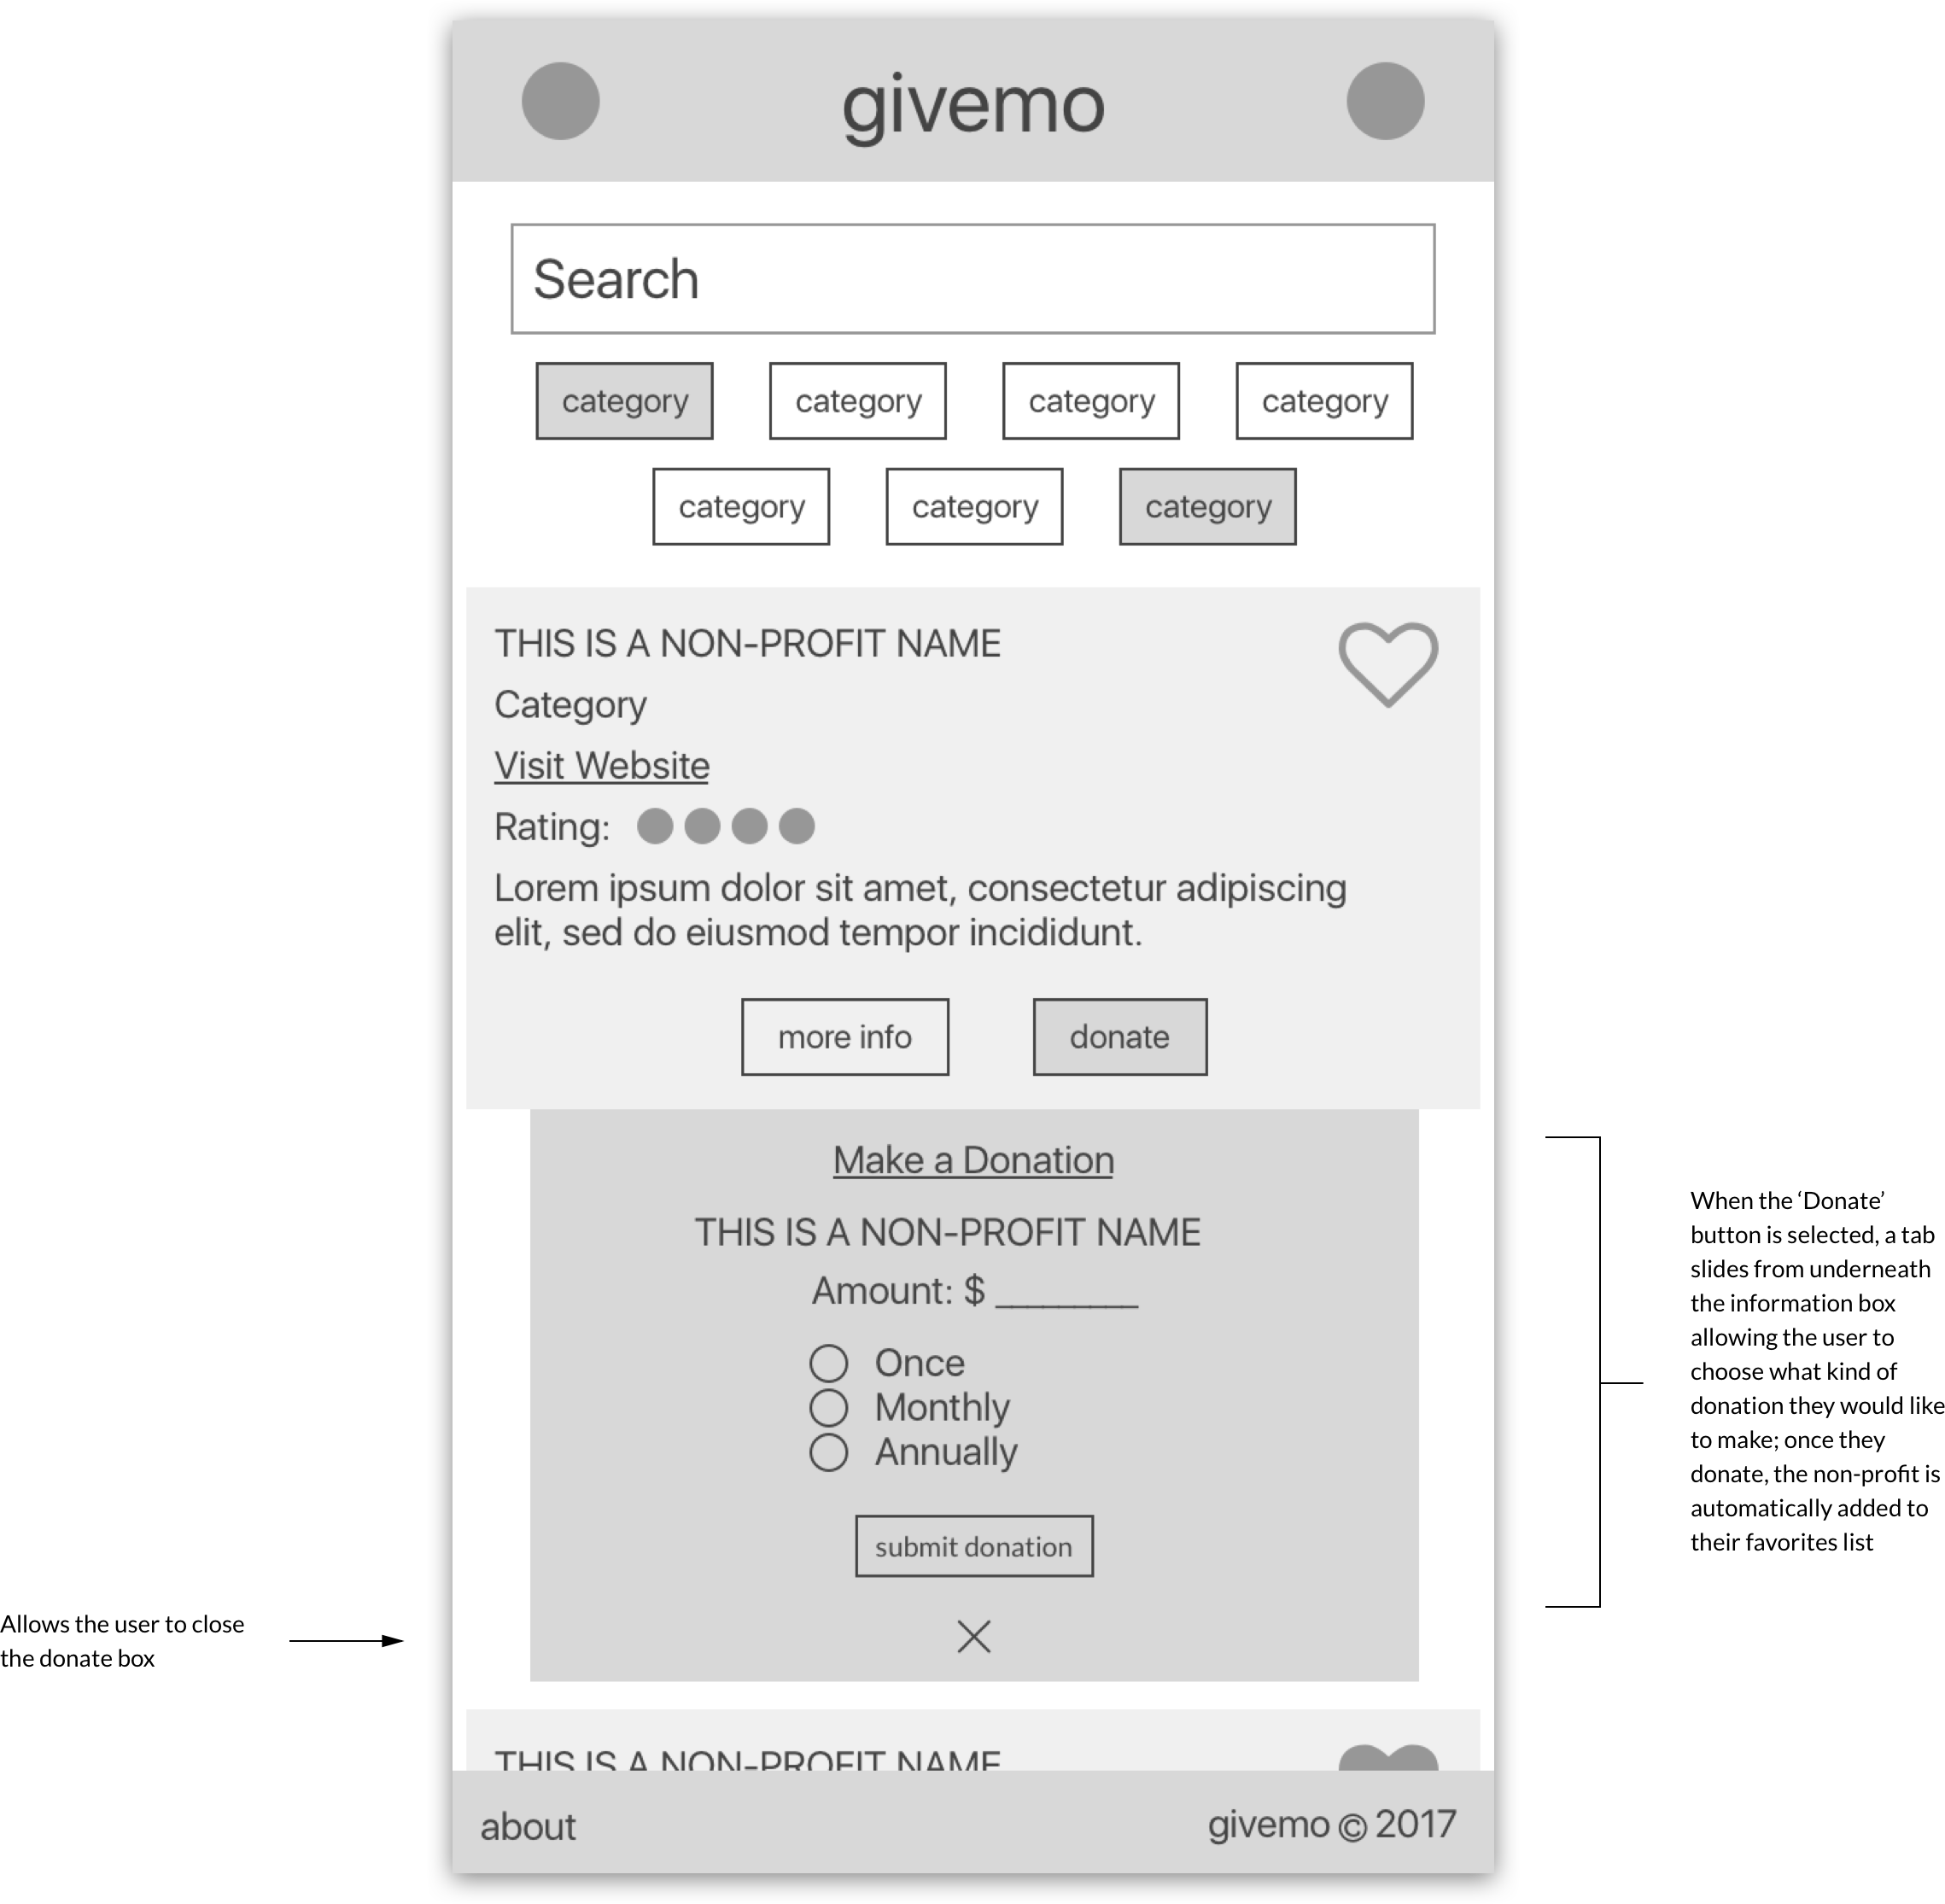 givemo
Search
category category category category
category category category
THIS IS A NON-PROFIT NAME
Category
Visit Website
Rating:
Lorem ipsum dolor sit amet, consectetur adipiscing
elit, sed do eiusmod tempor incididunt.
more info donate
Make a Donation
THIS IS A NON-PROFIT NAME
Amount: $ ________
Once
Monthly
Annually
submit donation
When the ‘Donate’
button is selected, a tab
slides from underneath
the information box
allowing the user to
choose what kind of
donation they would like
to make; once they
donate, the non-profit is
automatically added to
their favorites list
Allows the user to close
the donate box
THIS IS A NON-PROFIT NAME
about givemo © 2017